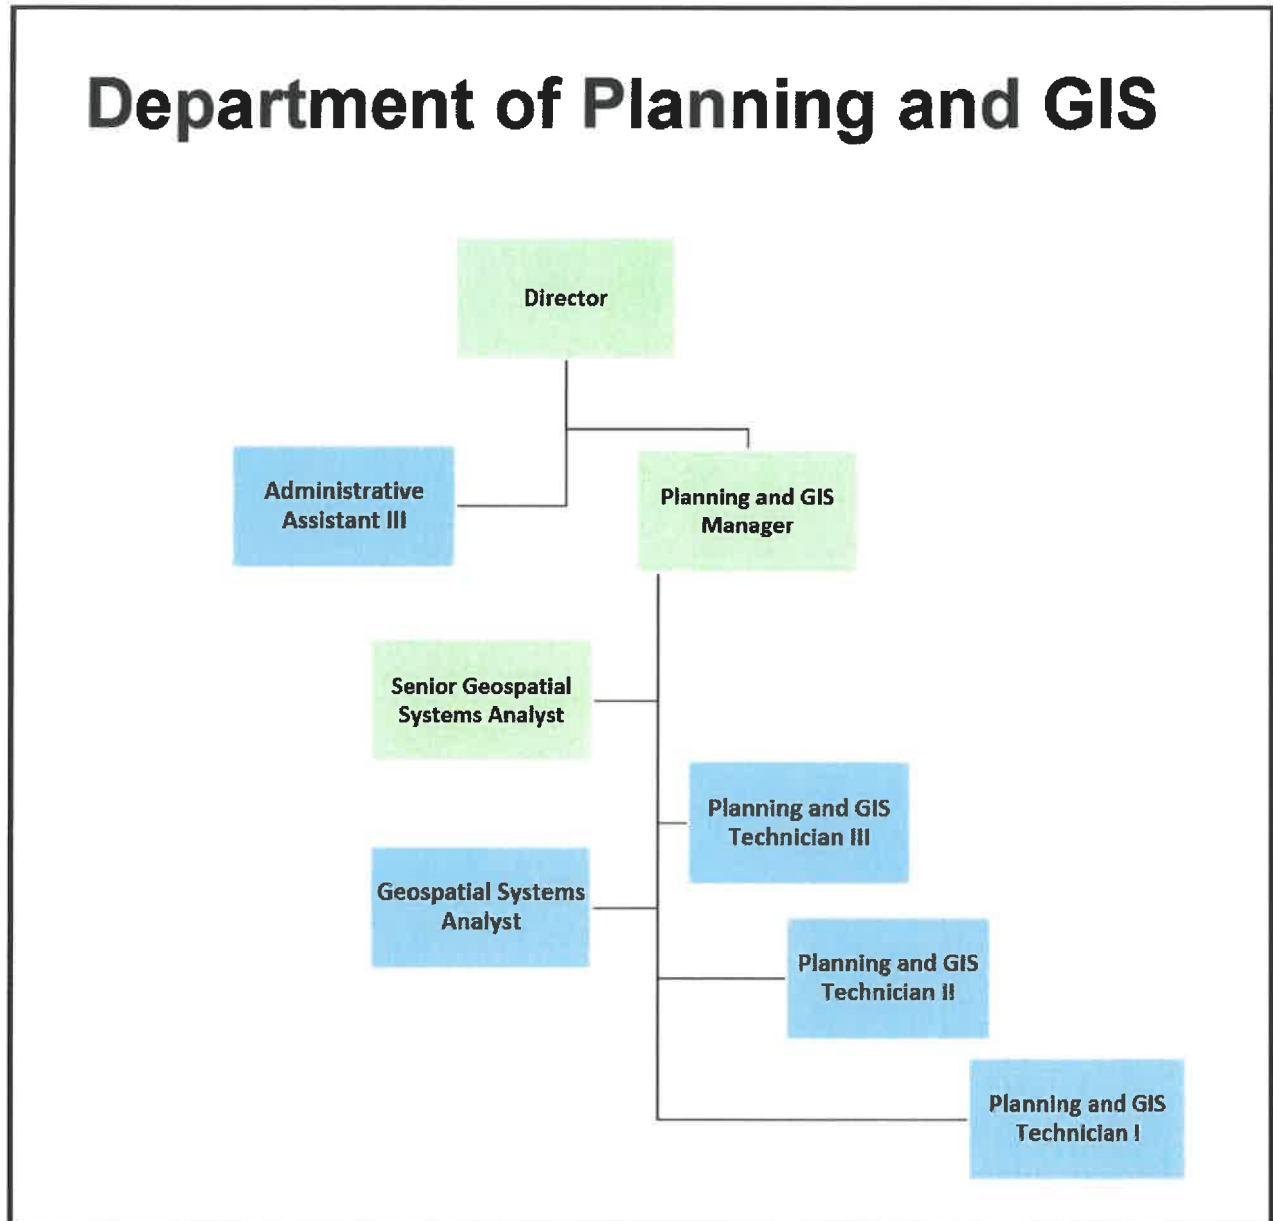 Department of Planning and GIS
Director
Administrative
Assistant III
Planning and GIS
Manager
Senior Geospatial
Systems Analyst
Planning and GIS
Technician III
Geospatial Systems
Analyst
Planning and GIS
Technician II
Planning and GIS
Technician I